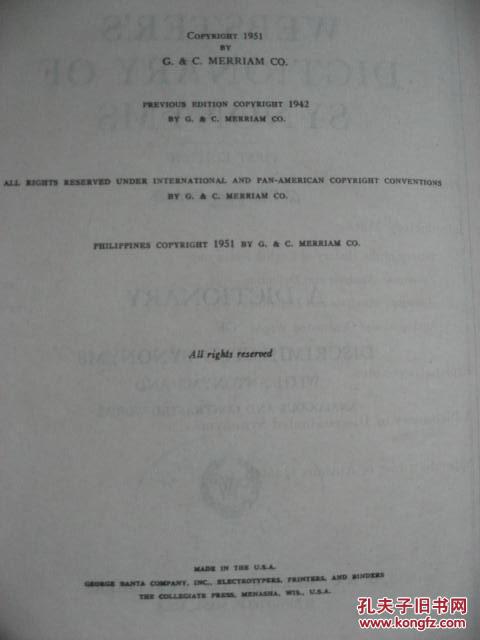 COPYRIGHT 1951
BY
G. & C. MERRIAM CO.
PREVIOUS EDITION COPYRIGHT 1942
BY G. & C. MERRIAM CO.
ALL RIGHTS RESERVED UNDER INTERNATIONAL AND PAN-AMERICAN COPYRIGHT CONVENTIONS
BY G. & C. MERRIAM CO.
PHILIPPINES COPYRIGHT 1951 BY G. & C. MERRIAM CO.
All rights reserved
MADE IN THE U.S.A.
GEORGE BANTA COMPANY, INC., ELECTROTYPERS, PRINTERS, AND BINDERS
THE COLLEGIATE PRESS, MENASHA, WIS., U.S.A.
孔夫子旧书网
www.kongfz.com